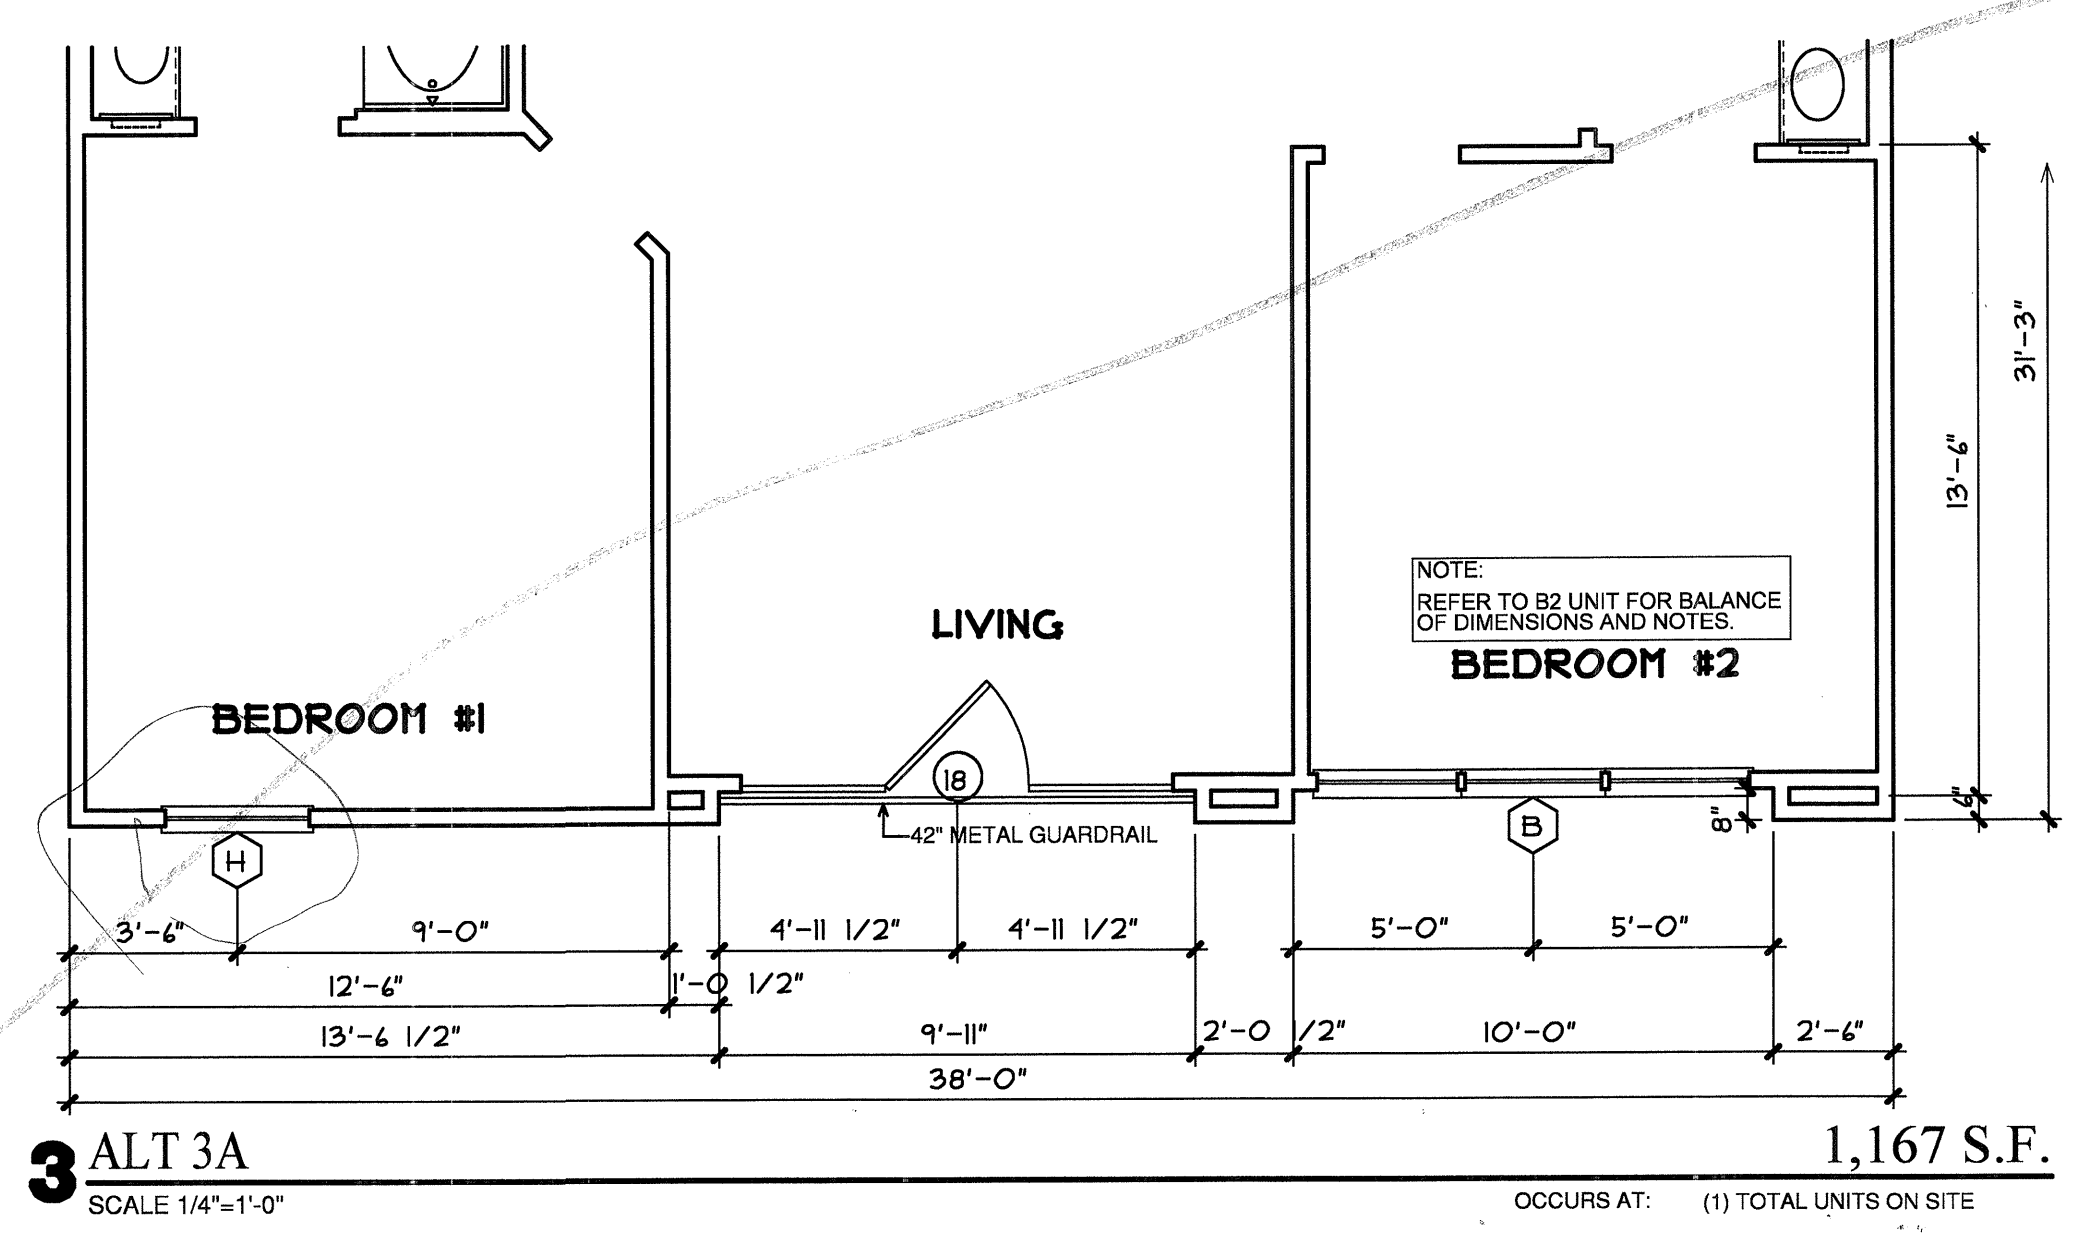 31'-3"
13'-6"
NOTE:
REFER TO B2 UNIT FOR BALANCE
OF DIMENSIONS AND NOTES.
LIVING
BEDROOM #2
BEDROOM #1
18
6"
8"
42" METAL GUARDRAIL
B
H
3'-6"
9'-0"
4'-11 1/2"
4'-11 1/2"
5'-0"
5'-0"
12'-6"
1'-0 1/2"
13'-6 1/2"
9'-11"
2'-0 1/2"
10'-0"
2'-6"
38'-0"
3 ALT 3A
1,167 S.F.
SCALE 1/4"=1'-0"
OCCURS AT: (1) TOTAL UNITS ON SITE